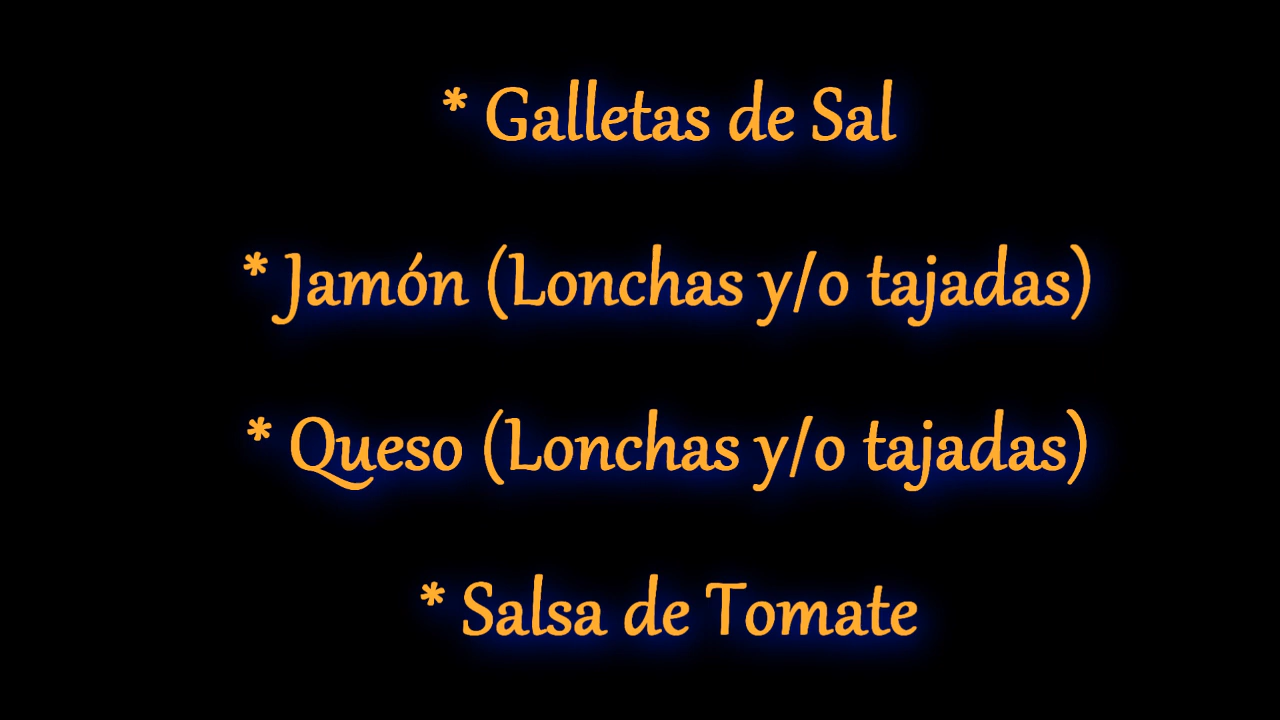 * Galletas de Sal
* Jamón (Lonchas y/o tajadas)
* Queso (Lonchas y/o tajadas)
* Salsa de Tomate